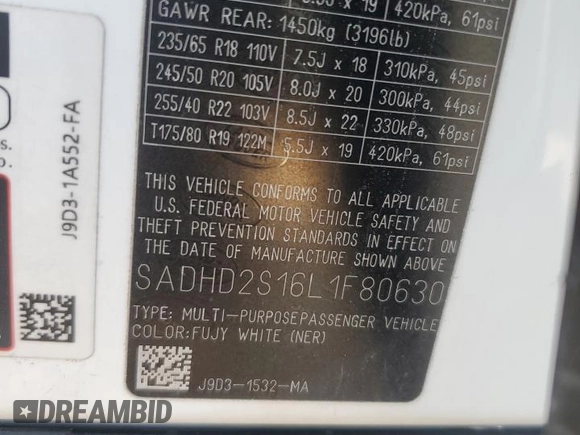 5.5J x 19 420kPa, 61psi
GAWR REAR: 1450kg (3196lb)
235/65 R18 110V 7.5J x 18 310kPa, 45psi
245/50 R20 105V 8.0J x 20 300kPa, 44psi
255/40 R22 103V 8.5J x 22 330kPa, 48psi
T175/80 R19 122M 5.5J x 19 420kPa, 61psi
THIS VEHICLE CONFORMS TO ALL APPLICABLE
U.S. FEDERAL MOTOR VEHICLE SAFETY AND
THEFT PREVENTION STANDARDS IN EFFECT ON
THE DATE OF MANUFACTURE SHOWN ABOVE
SADHD2S16L1F80630
TYPE: MULTI-PURPOSEPASSENGER VEHICLE
COLOR: FUJY WHITE (NER)
J9D3-1532-MA
J9D3-1A552-FA
s.
o.
DREAMBID